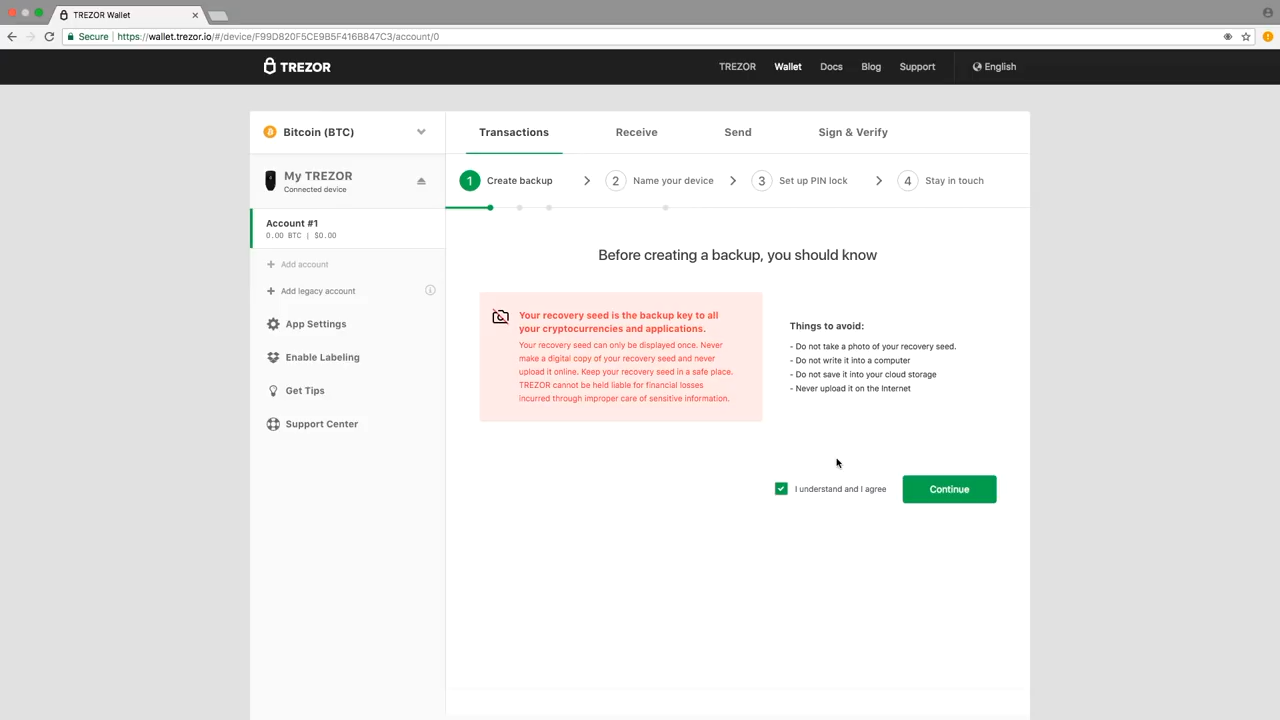 TREZOR Wallet
Secure https://wallet.trezor.io/#/device/F99D820F5CE9B5F416B847C3/account/0
TREZOR
TREZOR Wallet Docs Blog Support English
Bitcoin (BTC)
Transactions Receive Send Sign & Verify
My TREZOR
Connected device
1 Create backup 2 Name your device 3 Set up PIN lock 4 Stay in touch
Account #1
0.00 BTC | $0.00
+ Add account
+ Add legacy account
App Settings
Enable Labeling
Get Tips
Support Center
Before creating a backup, you should know
Your recovery seed is the backup key to all
your cryptocurrencies and applications.
Your recovery seed can only be displayed once. Never
make a digital copy of your recovery seed and never
upload it online. Keep your recovery seed in a safe place.
TREZOR cannot be held liable for financial losses
incurred through improper care of sensitive information.
Things to avoid:
- Do not take a photo of your recovery seed.
- Do not write it into a computer
- Do not save it into your cloud storage
- Never upload it on the Internet
I understand and I agree
Continue